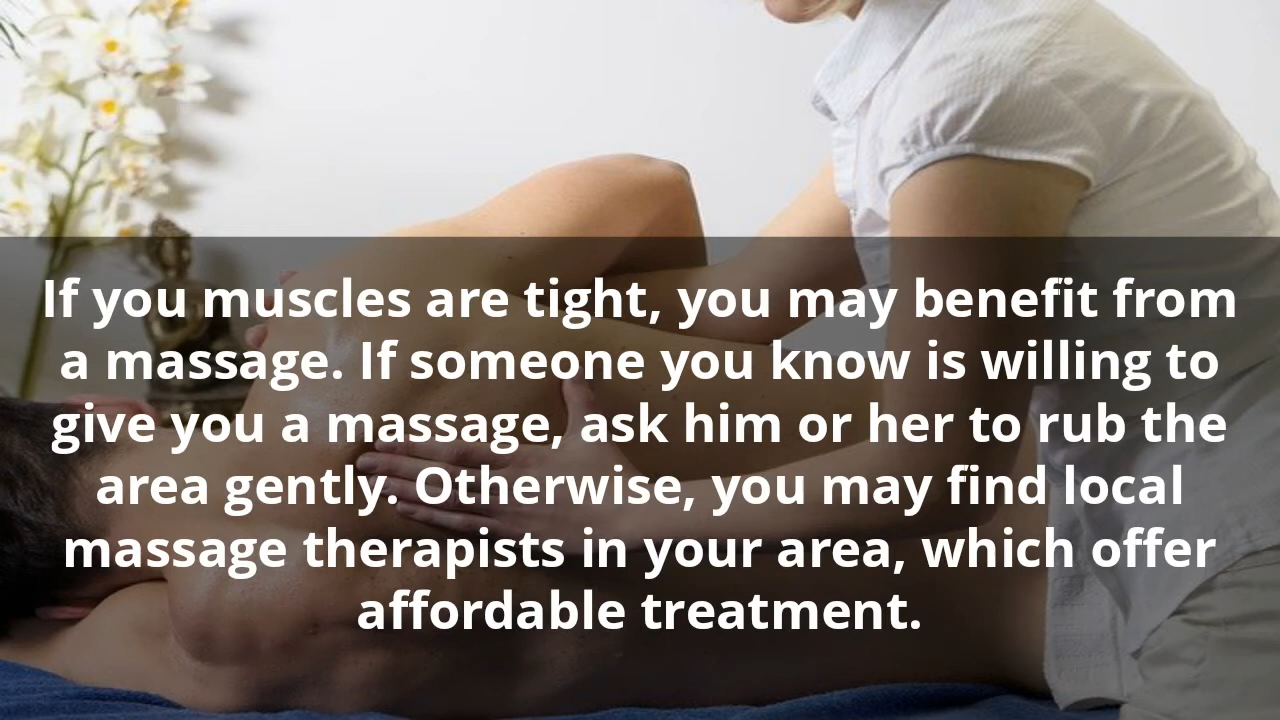 If you muscles are tight, you may benefit from
a massage. If someone you know is willing to
give you a massage, ask him or her to rub the
area gently. Otherwise, you may find local
massage therapists in your area, which offer
affordable treatment.